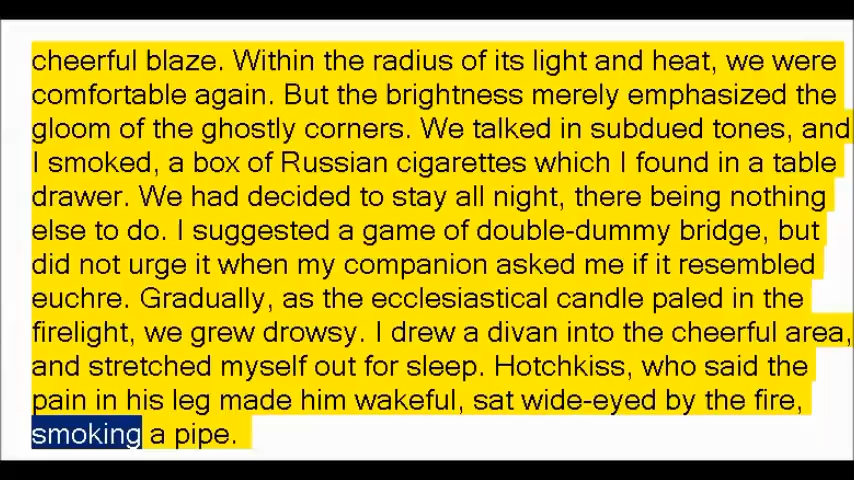 cheerful blaze. Within the radius of its light and heat, we were
comfortable again. But the brightness merely emphasized the
gloom of the ghostly corners. We talked in subdued tones, and
I smoked, a box of Russian cigarettes which I found in a table
drawer. We had decided to stay all night, there being nothing
else to do. I suggested a game of double-dummy bridge, but
did not urge it when my companion asked me if it resembled
euchre. Gradually, as the ecclesiastical candle paled in the
firelight, we grew drowsy. I drew a divan into the cheerful area,
and stretched myself out for sleep. Hotchkiss, who said the
pain in his leg made him wakeful, sat wide-eyed by the fire,
smoking a pipe.